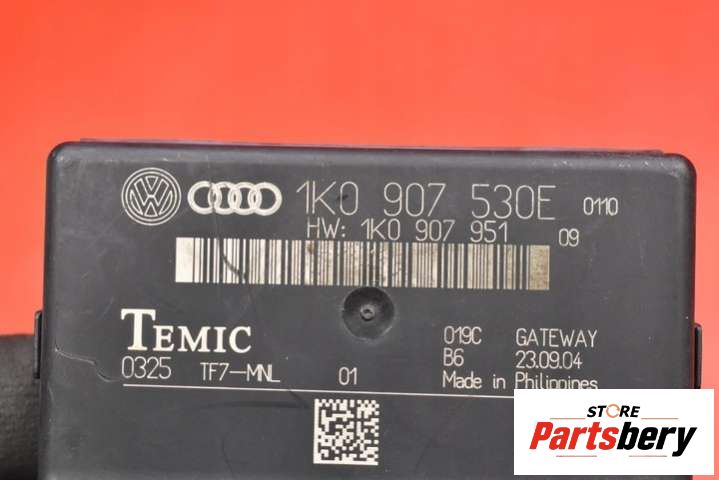 1K0 907 530E 0110
HW: 1K0 907 951 09
TEMIC
019C GATEWAY
0325 TF7-MNL 01 B6 23.09.04
Made in Philippines
STORE
Partsbery